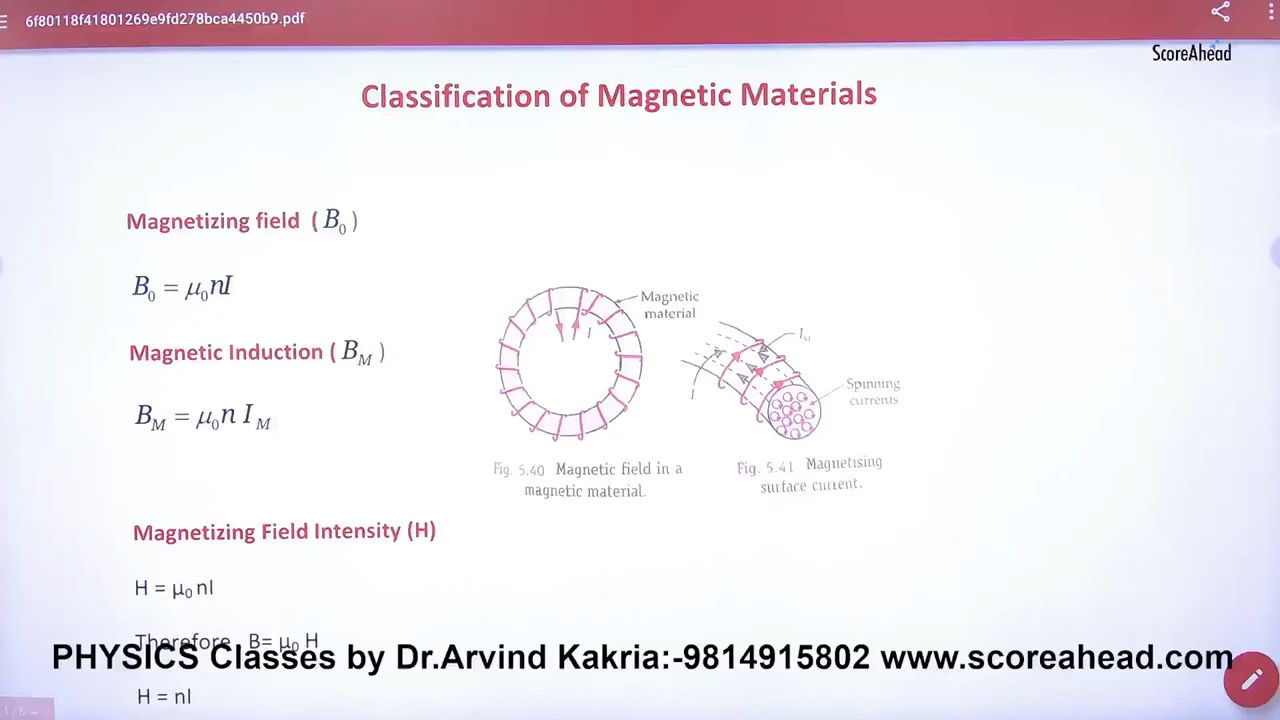 6f80118f41801269e9fd278bca4450b9.pdf
ScoreAhead
Classification of Magnetic Materials
Magnetizing field ( B₀ )
B₀ = μ₀nI
Magnetic Induction ( B_M )
B_M = μ₀n I_M
Magnetic
material
I
I_M
I
Spinning
currents
Fig. 5.40 Magnetic field in a
magnetic material.
Fig. 5.41 Magnetising
surface current.
Magnetizing Field Intensity (H)
H = μ₀ nI
Therefore B= μ₀ H
PHYSICS Classes by Dr.Arvind Kakria:-9814915802 www.scoreahead.com
H = nI
1 / 6